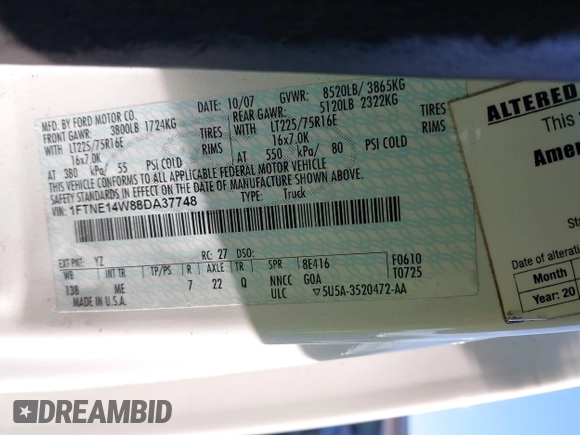 MFD. BY FORD MOTOR CO. DATE: 10/07 GVWR: 8520LB/ 3865KG
FRONT GAWR: 3800LB 1724KG REAR GAWR: 5120LB 2322KG
WITH LT225/75R16E TIRES WITH LT225/75R16E TIRES
16x7.0K RIMS 16x7.0K RIMS
AT 380 kPa/ 55 PSI COLD AT 550 kPa/ 80 PSI COLD
THIS VEHICLE CONFORMS TO ALL APPLICABLE FEDERAL MOTOR VEHICLE
SAFETY STANDARDS IN EFFECT ON THE DATE OF MANUFACTURE SHOWN ABOVE.
VIN: 1FTNE14W88DA37748 TYPE: Truck
EXT PNT: YZ RC: 27 DSO:
WB INT TR TP/PS R AXLE TR SPR 8E416 F0610
138 ME 7 22 Q NNCC G0A T0725
MADE IN U.S.A. ULC ▽5U5A-3520472-AA
ALTERED
This
Amer
Date of alteration
Month
Year: 20
DREAMBID